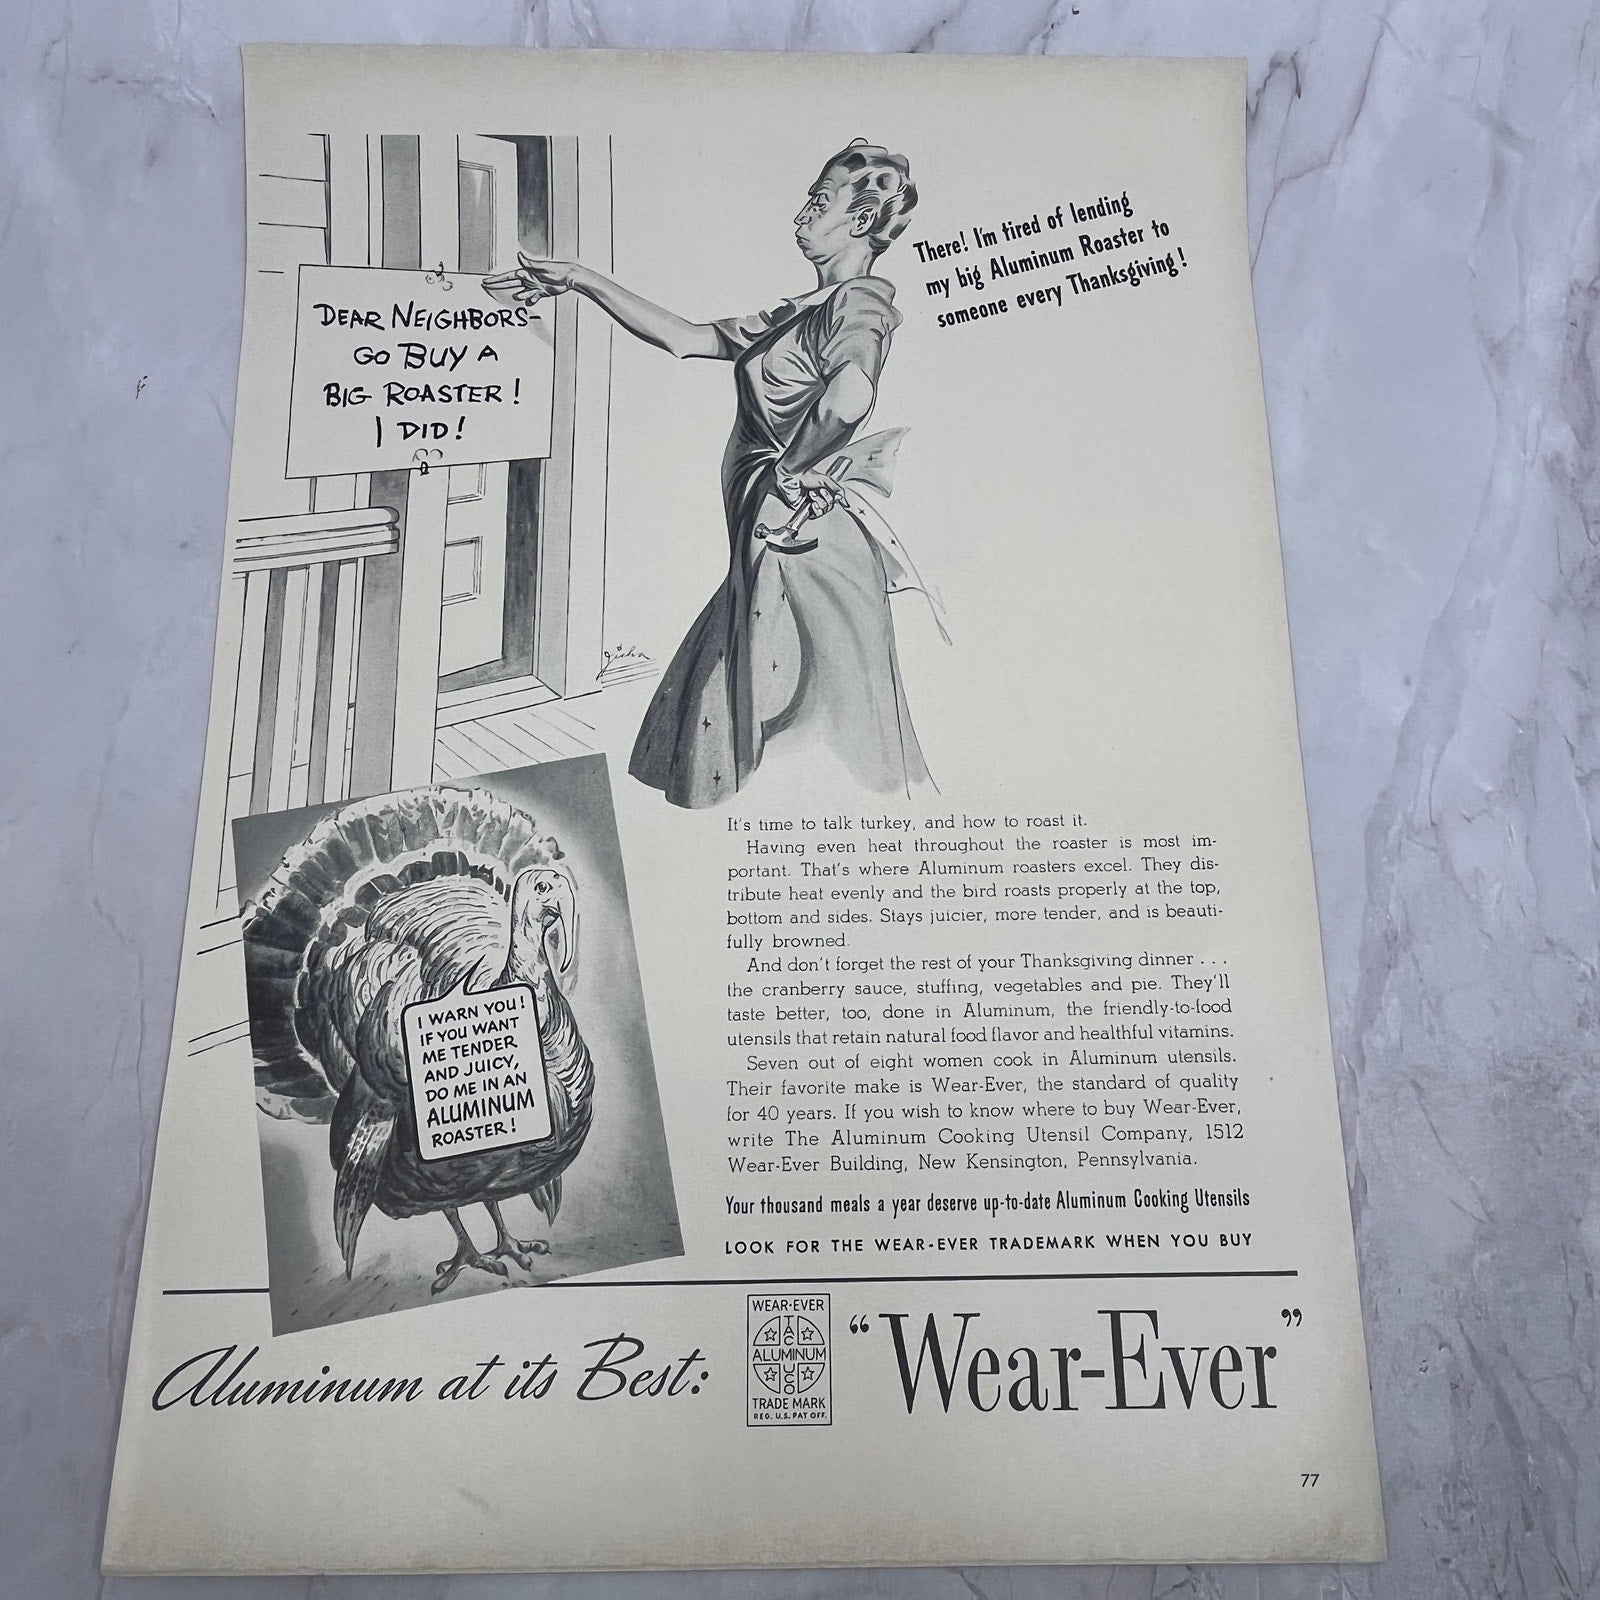 There! I'm tired of lending
my big Aluminum Roaster to
someone every Thanksgiving!
DEAR NEIGHBORS-
GO BUY A
BIG ROASTER!
I DID!
I WARN YOU!
IF YOU WANT
ME TENDER
AND JUICY,
DO ME IN AN
ALUMINUM
ROASTER!
It's time to talk turkey, and how to roast it.
Having even heat throughout the roaster is most im-
portant. That's where Aluminum roasters excel. They dis-
tribute heat evenly and the bird roasts properly at the top,
bottom and sides. Stays juicier, more tender, and is beauti-
fully browned.
And don't forget the rest of your Thanksgiving dinner . . .
the cranberry sauce, stuffing, vegetables and pie. They'll
taste better, too, done in Aluminum, the friendly-to-food
utensils that retain natural food flavor and healthful vitamins.
Seven out of eight women cook in Aluminum utensils.
Their favorite make is Wear-Ever, the standard of quality
for 40 years. If you wish to know where to buy Wear-Ever,
write The Aluminum Cooking Utensil Company, 1512
Wear-Ever Building, New Kensington, Pennsylvania.
Your thousand meals a year deserve up-to-date Aluminum Cooking Utensils
LOOK FOR THE WEAR-EVER TRADEMARK WHEN YOU BUY
Aluminum at its Best:
WEAR-EVER
TACUCO
ALUMINUM
TRADE MARK
REG. U.S. PAT OFF.
"Wear-Ever"
77